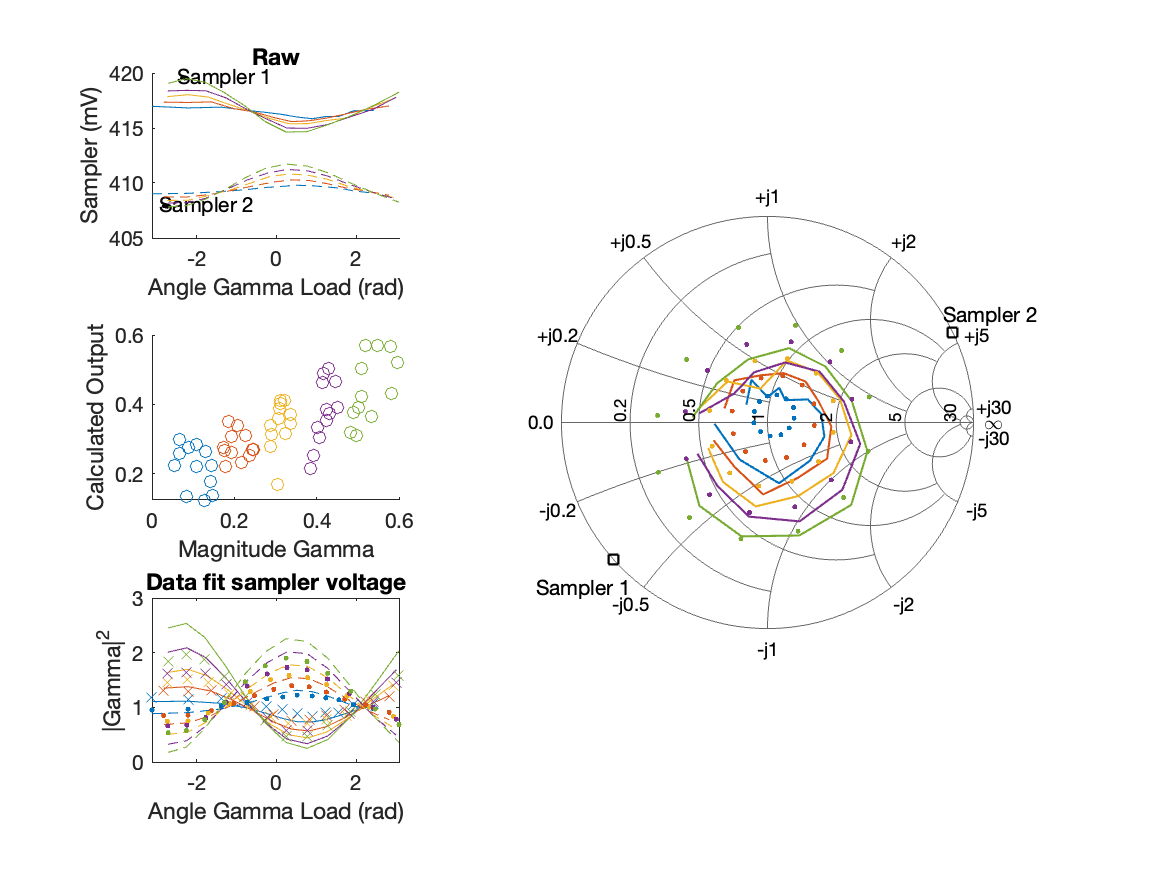 Raw
420
415
410
405
Sampler (mV)
Sampler 1
Sampler 2
-2
0
2
Angle Gamma Load (rad)
0.6
0.4
0.2
Calculated Output
0
0.2
0.4
0.6
Magnitude Gamma
Data fit sampler voltage
3
2
1
0
|Gamma|²
-2
0
2
Angle Gamma Load (rad)
+j1
+j0.5
+j2
Sampler 2
+j0.2
+j5
0.0
0.2
0.5
1
2
5
30
+j30
∞
-j30
-j0.2
-j5
Sampler 1
-j0.5
-j2
-j1